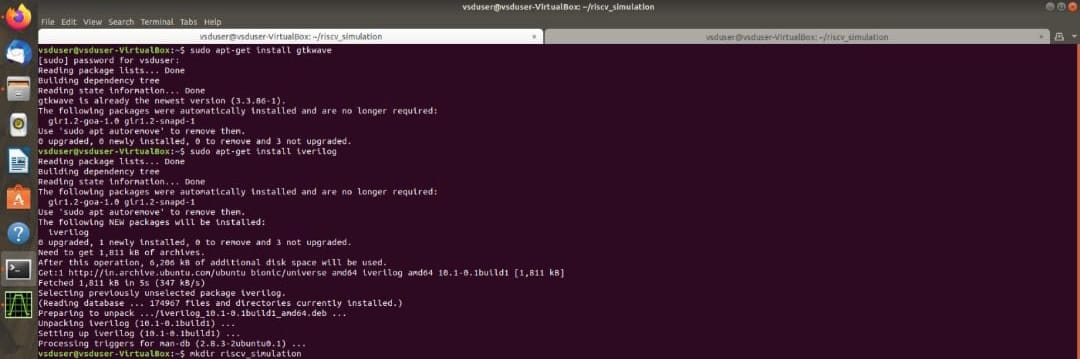 vsduser@vsduser-VirtualBox: ~/riscv_simulation
File Edit View Search Terminal Tabs Help
vsduser@vsduser-VirtualBox: ~/riscv_simulation × vsduser@vsduser-VirtualBox: ~/riscv_simulation ×
vsduser@vsduser-VirtualBox:~$ sudo apt-get install gtkwave
[sudo] password for vsduser:
Reading package lists... Done
Building dependency tree
Reading state information... Done
gtkwave is already the newest version (3.3.86-1).
The following packages were automatically installed and are no longer required:
  gir1.2-goa-1.0 gir1.2-snapd-1
Use 'sudo apt autoremove' to remove them.
0 upgraded, 0 newly installed, 0 to remove and 3 not upgraded.
vsduser@vsduser-VirtualBox:~$ sudo apt-get install iverilog
Reading package lists... Done
Building dependency tree
Reading state information... Done
The following packages were automatically installed and are no longer required:
  gir1.2-goa-1.0 gir1.2-snapd-1
Use 'sudo apt autoremove' to remove them.
The following NEW packages will be installed:
  iverilog
0 upgraded, 1 newly installed, 0 to remove and 3 not upgraded.
Need to get 1,811 kB of archives.
After this operation, 6,206 kB of additional disk space will be used.
Get:1 http://in.archive.ubuntu.com/ubuntu bionic/universe amd64 iverilog amd64 10.1-0.1build1 [1,811 kB]
Fetched 1,811 kB in 5s (347 kB/s)
Selecting previously unselected package iverilog.
(Reading database ... 174967 files and directories currently installed.)
Preparing to unpack .../iverilog_10.1-0.1build1_amd64.deb ...
Unpacking iverilog (10.1-0.1build1) ...
Setting up iverilog (10.1-0.1build1) ...
Processing triggers for man-db (2.8.3-2ubuntu0.1) ...
vsduser@vsduser-VirtualBox:~$ mkdir riscv_simulation